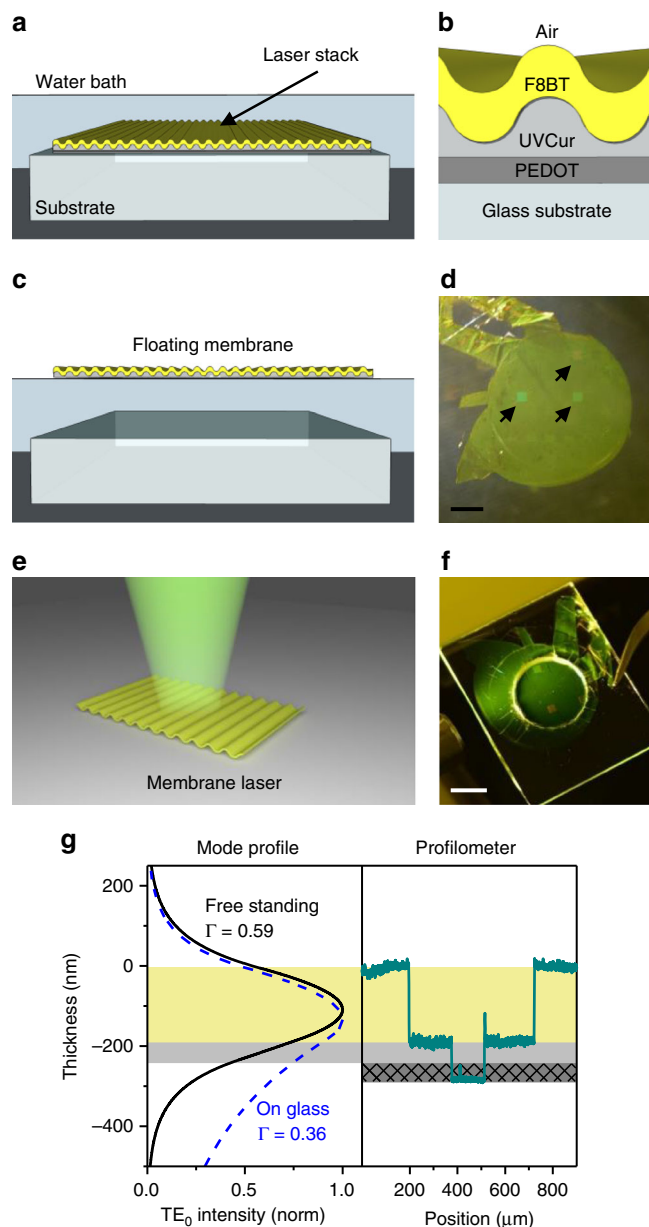 a
Water bath
Laser stack
Substrate
b
Air
F8BT
UVCur
PEDOT
Glass substrate
c
Floating membrane
d
e
Membrane laser
f
g
Mode profile
Profilometer
Thickness (nm)
200
0
−200
−400
Free standing
Γ = 0.59
On glass
Γ = 0.36
0.0
0.5
1.0
200 400 600 800
TE₀ intensity (norm)
Position (μm)